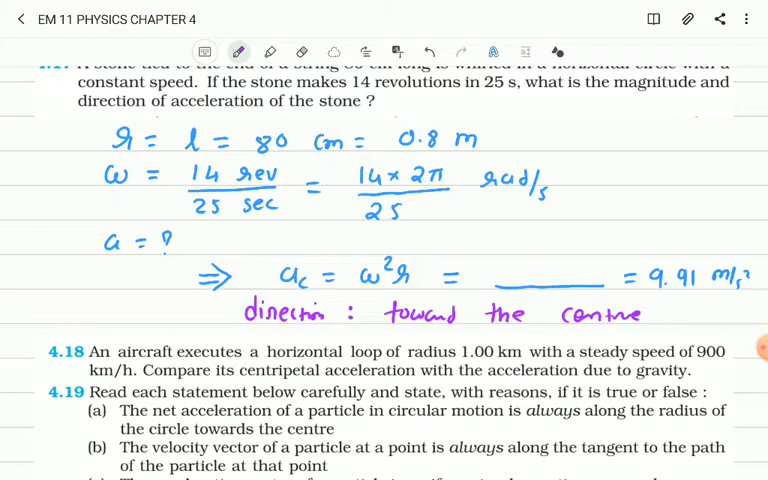 EM 11 PHYSICS CHAPTER 4
constant speed. If the stone makes 14 revolutions in 25 s, what is the magnitude and
direction of acceleration of the stone ?
r = l = 80 cm = 0.8 m
ω = 14 rev / 25 sec = 14 × 2π / 25 rad/s
a = ?
⇒ ac = ω²r = ______ = 9.91 m/s²
direction : toward the centre
4.18 An aircraft executes a horizontal loop of radius 1.00 km with a steady speed of 900
km/h. Compare its centripetal acceleration with the acceleration due to gravity.
4.19 Read each statement below carefully and state, with reasons, if it is true or false :
(a) The net acceleration of a particle in circular motion is always along the radius of
the circle towards the centre
(b) The velocity vector of a particle at a point is always along the tangent to the path
of the particle at that point